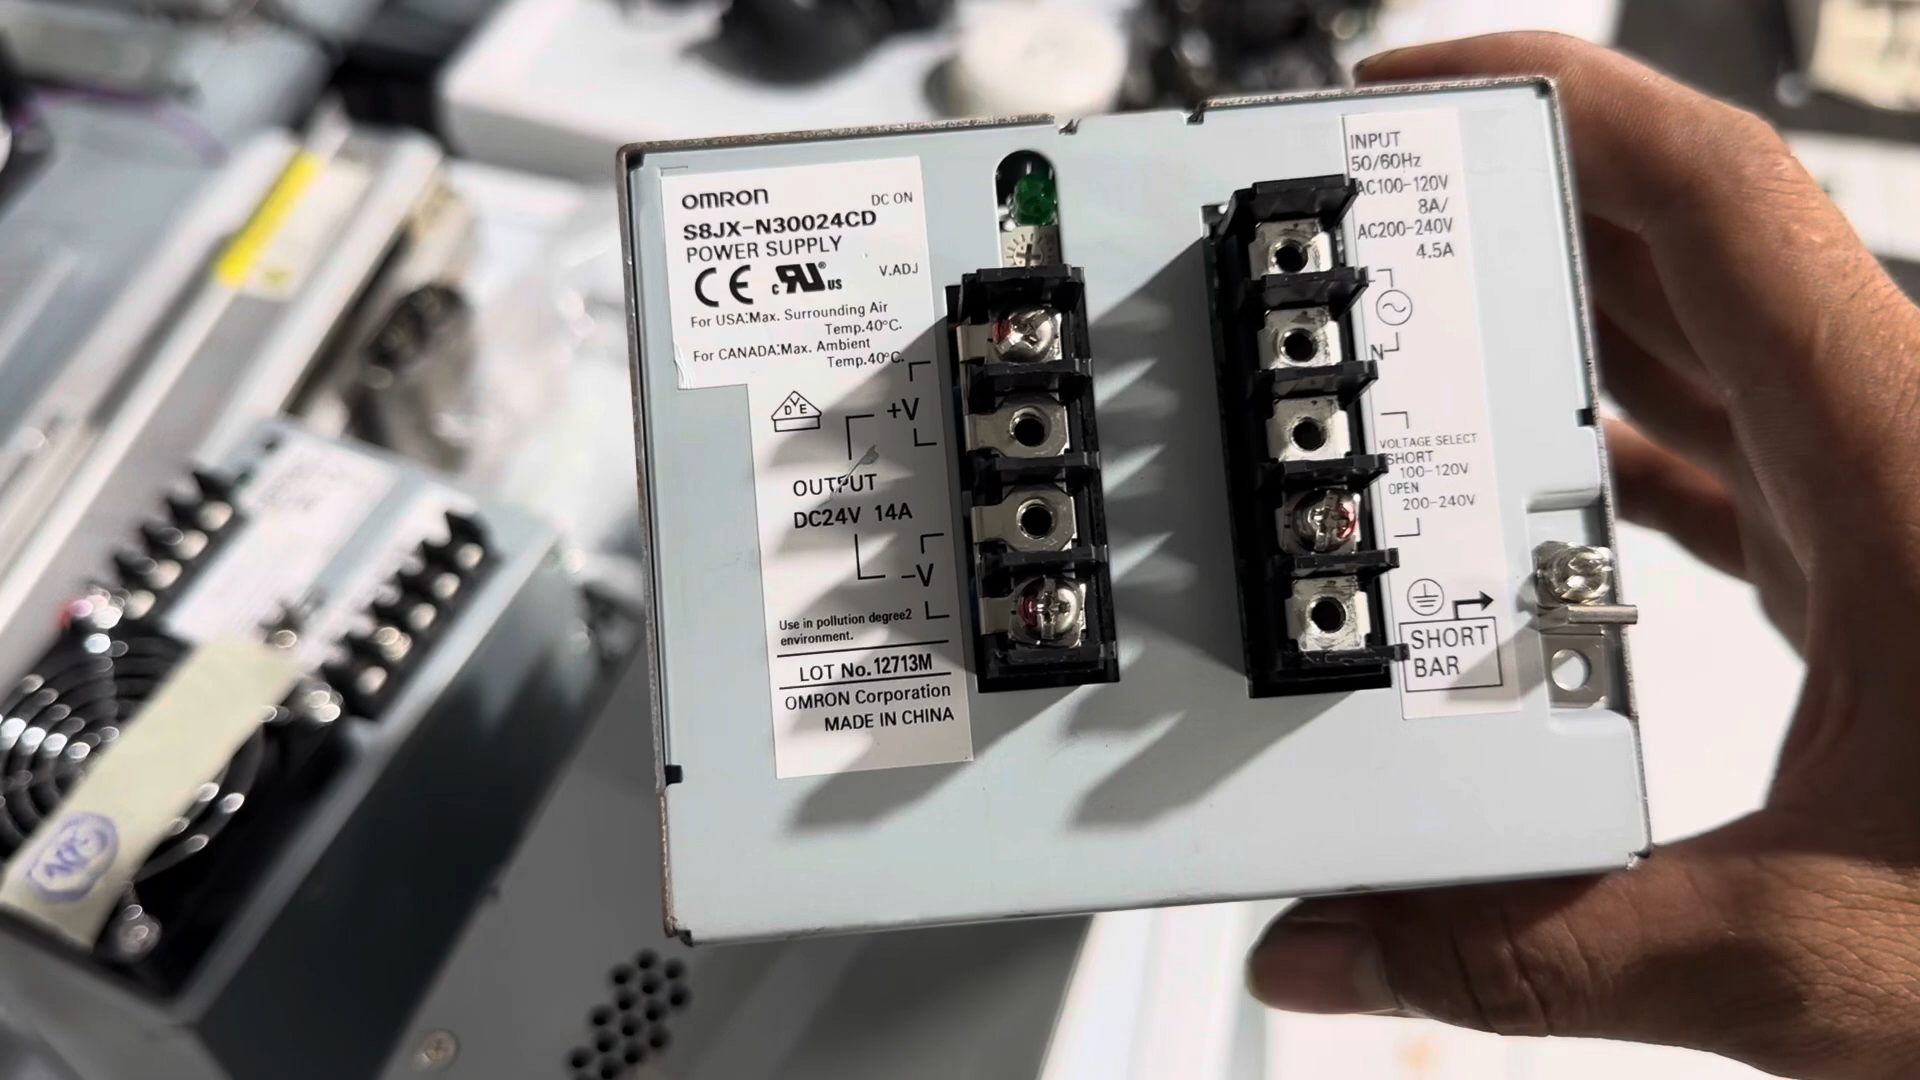 OMRON
DC ON
S8JX-N30024CD
POWER SUPPLY
CE c RU® US
V.ADJ
For USA:Max. Surrounding Air
Temp.40°C.
For CANADA:Max. Ambient
Temp.40°C.
DVE
+V
OUTPUT
DC24V 14A
-V
Use in pollution degree2
environment.
LOT No.12713M
OMRON Corporation
MADE IN CHINA
INPUT
50/60Hz
AC100-120V
8A/
AC200-240V
4.5A
N
VOLTAGE SELECT
SHORT
100-120V
OPEN
200-240V
SHORT
BAR